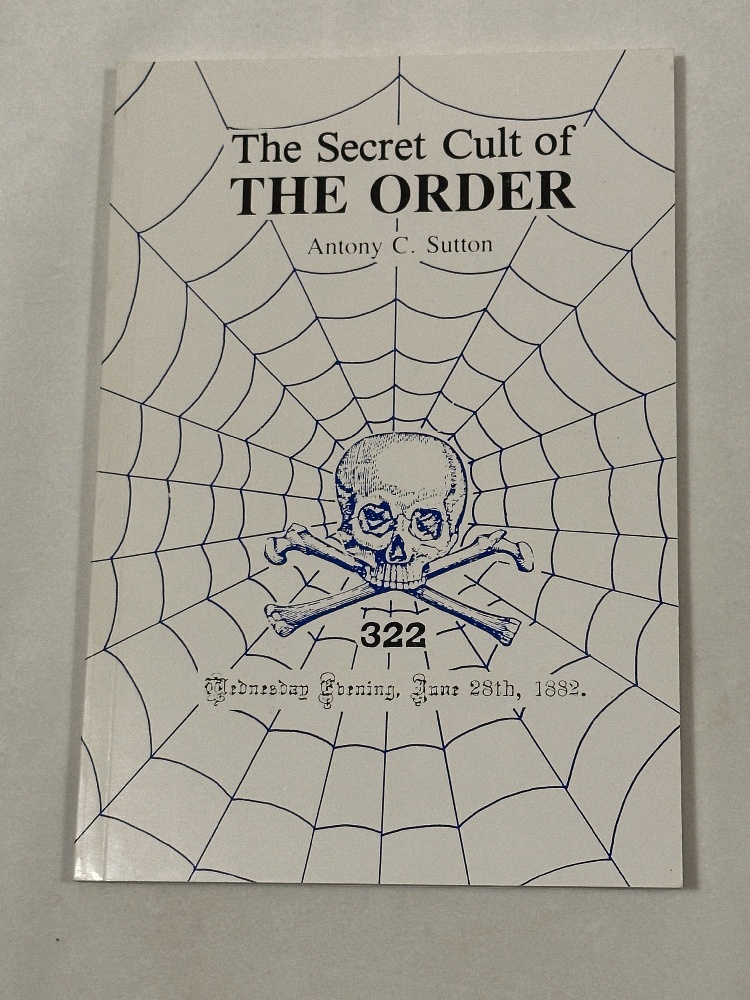 The Secret Cult of
THE ORDER
Antony C. Sutton
322
Wednesday Evening, June 28th, 1882.